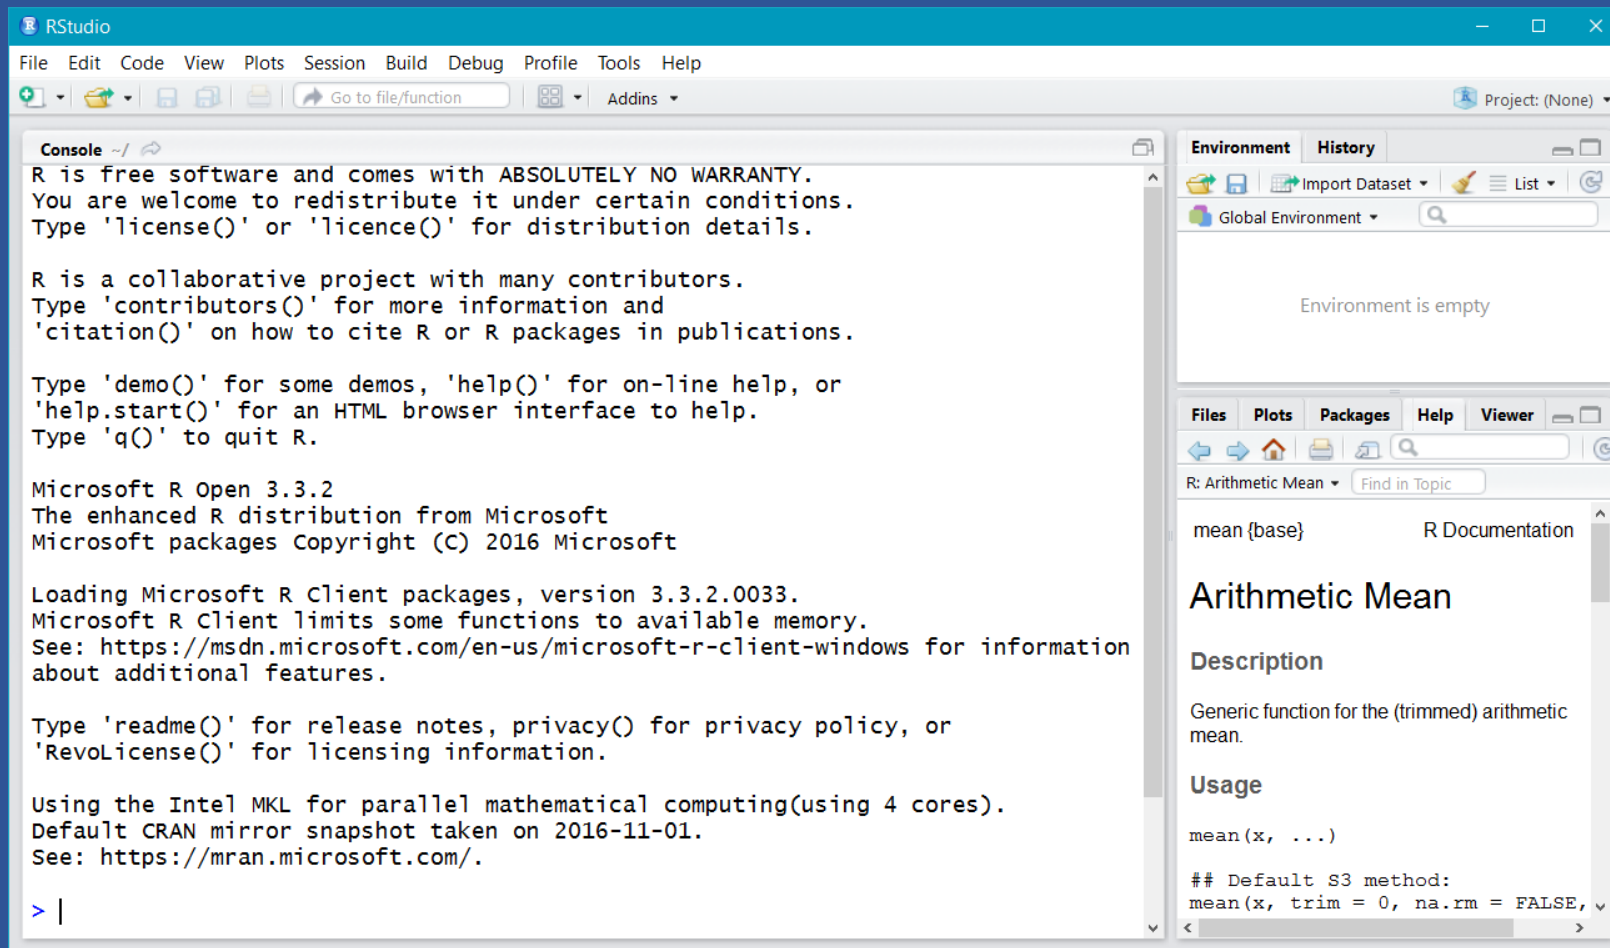 RStudio
File Edit Code View Plots Session Build Debug Profile Tools Help
Go to file/function Addins Project: (None)
Console ~/
R is free software and comes with ABSOLUTELY NO WARRANTY.
You are welcome to redistribute it under certain conditions.
Type 'license()' or 'licence()' for distribution details.
R is a collaborative project with many contributors.
Type 'contributors()' for more information and
'citation()' on how to cite R or R packages in publications.
Type 'demo()' for some demos, 'help()' for on-line help, or
'help.start()' for an HTML browser interface to help.
Type 'q()' to quit R.
Microsoft R Open 3.3.2
The enhanced R distribution from Microsoft
Microsoft packages Copyright (C) 2016 Microsoft
Loading Microsoft R Client packages, version 3.3.2.0033.
Microsoft R Client limits some functions to available memory.
See: https://msdn.microsoft.com/en-us/microsoft-r-client-windows for information
about additional features.
Type 'readme()' for release notes, privacy() for privacy policy, or
'RevoLicense()' for licensing information.
Using the Intel MKL for parallel mathematical computing(using 4 cores).
Default CRAN mirror snapshot taken on 2016-11-01.
See: https://mran.microsoft.com/.
>
Environment History
Import Dataset List
Global Environment
Environment is empty
Files Plots Packages Help Viewer
R: Arithmetic Mean Find in Topic
mean {base} R Documentation
Arithmetic Mean
Description
Generic function for the (trimmed) arithmetic
mean.
Usage
mean(x, ...)
## Default S3 method:
mean(x, trim = 0, na.rm = FALSE,